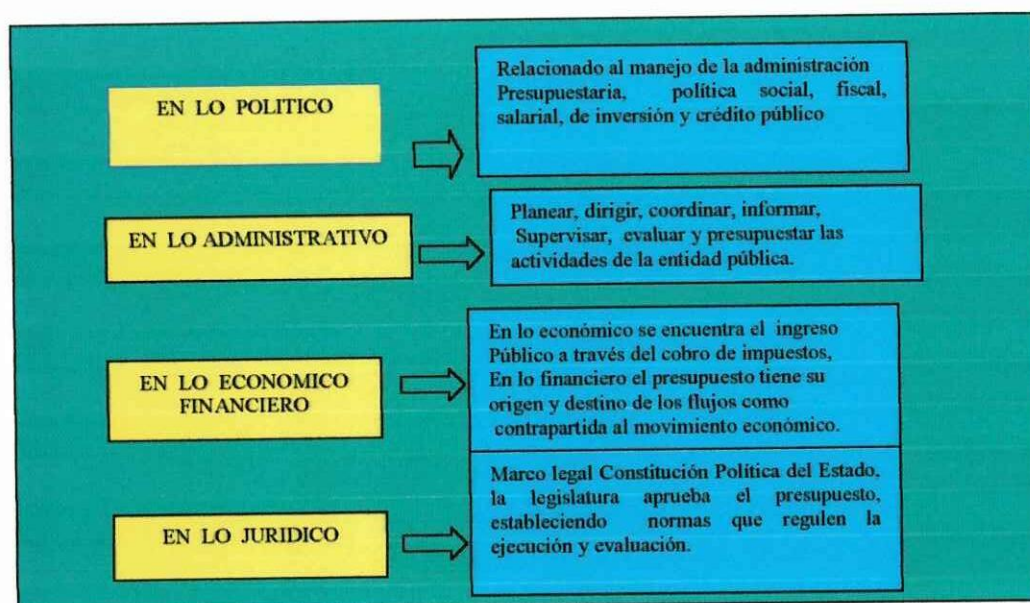 EN LO POLITICO
Relacionado al manejo de la administración
Presupuestaria, política social, fiscal,
salarial, de inversión y crédito público
EN LO ADMINISTRATIVO
Planear, dirigir, coordinar, informar,
Supervisar, evaluar y presupuestar las
actividades de la entidad pública.
EN LO ECONOMICO
FINANCIERO
En lo económico se encuentra el ingreso
Público a través del cobro de impuestos,
En lo financiero el presupuesto tiene su
origen y destino de los flujos como
contrapartida al movimiento económico.
EN LO JURIDICO
Marco legal Constitución Política del Estado,
la legislatura aprueba el presupuesto,
estableciendo normas que regulen la
ejecución y evaluación.